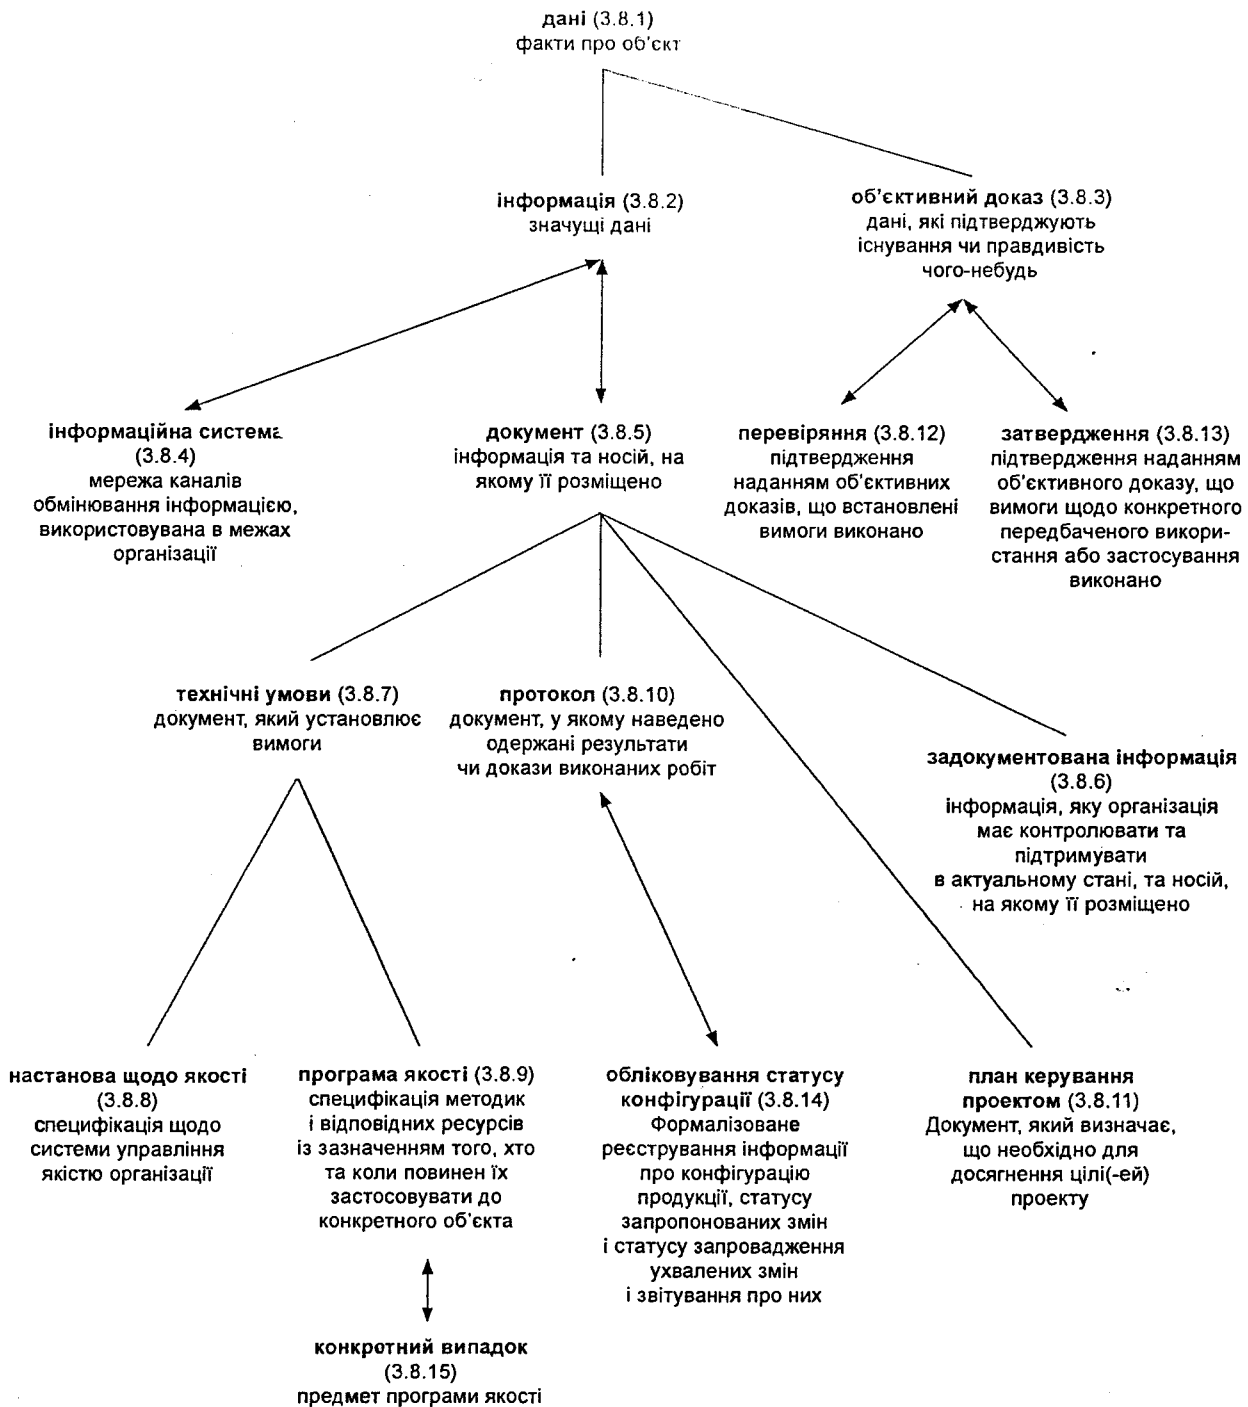 дані (3.8.1)
факти про об'єкт
інформація (3.8.2)
значущі дані
об'єктивний доказ (3.8.3)
дані, які підтверджують
існування чи правдивість
чого-небудь
інформаційна система
(3.8.4)
мережа каналів
обмінювання інформацією,
використовувана в межах
організації
документ (3.8.5)
інформація та носій, на
якому її розміщено
перевіряння (3.8.12)
підтвердження
наданням об'єктивних
доказів, що встановлені
вимоги виконано
затвердження (3.8.13)
підтвердження наданням
об'єктивного доказу, що
вимоги щодо конкретного
передбаченого викори-
стання або застосування
виконано
технічні умови (3.8.7)
документ, який установлює
вимоги
протокол (3.8.10)
документ, у якому наведено
одержані результати
чи докази виконаних робіт
задокументована інформація
(3.8.6)
інформація, яку організація
має контролювати та
підтримувати
в актуальному стані, та носій,
на якому її розміщено
настанова щодо якості
(3.8.8)
специфікація щодо
системи управління
якістю організації
програма якості (3.8.9)
специфікація методик
і відповідних ресурсів
із зазначенням того, хто
та коли повинен їх
застосовувати до
конкретного об'єкта
обліковування статусу
конфігурації (3.8.14)
Формалізоване
реєстрування інформації
про конфігурацію
продукції, статусу
запропонованих змін
і статусу запровадження
ухвалених змін
і звітування про них
план керування
проектом (3.8.11)
Документ, який визначає,
що необхідно для
досягнення цілі(-ей)
проекту
конкретний випадок
(3.8.15)
предмет програми якості